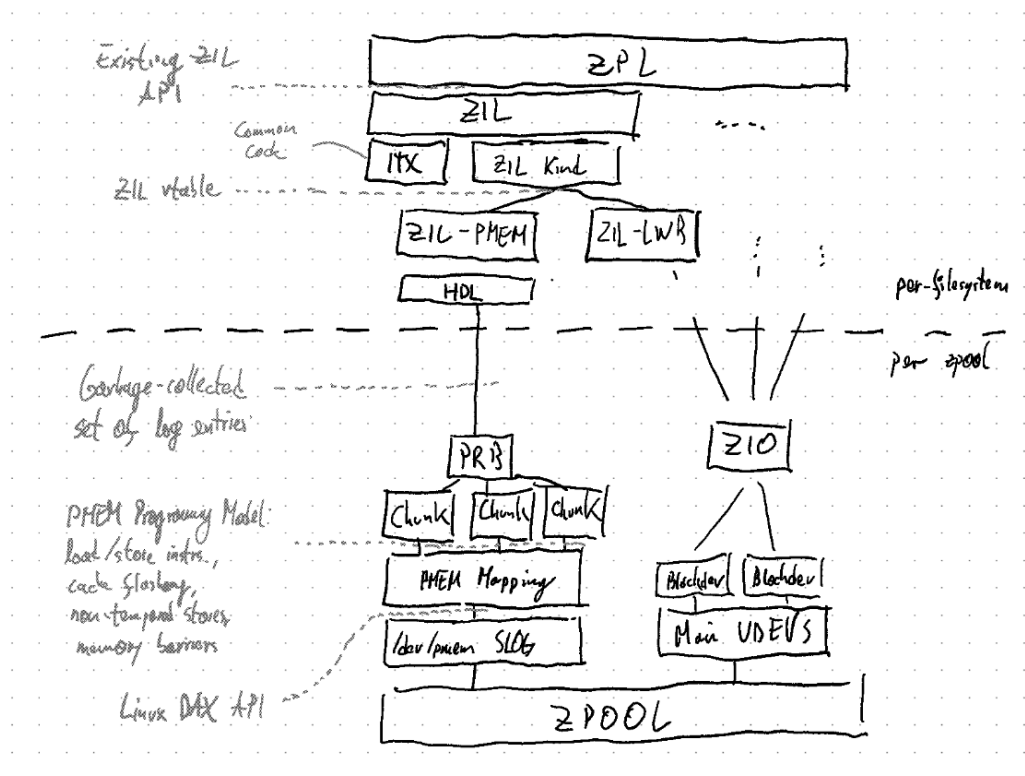 Existing ZIL
API
ZPL
ZIL
Common
Code
ITX
ZIL Kind
ZIL vtable
ZIL-PMEM
ZIL-LWB
HDL
per-filesystem
per zpool
Garbage-collected
set of log entries
PRB
ZIO
Chunk
Chunk
Chunk
PMEM Programming Model:
load/store instrs.,
cache flushing,
non-temporal stores,
memory barriers
PMEM Mapping
Blockdev
Blockdev
/dev/pmem SLOG
Main VDEVS
Linux DAX API
ZPOOL